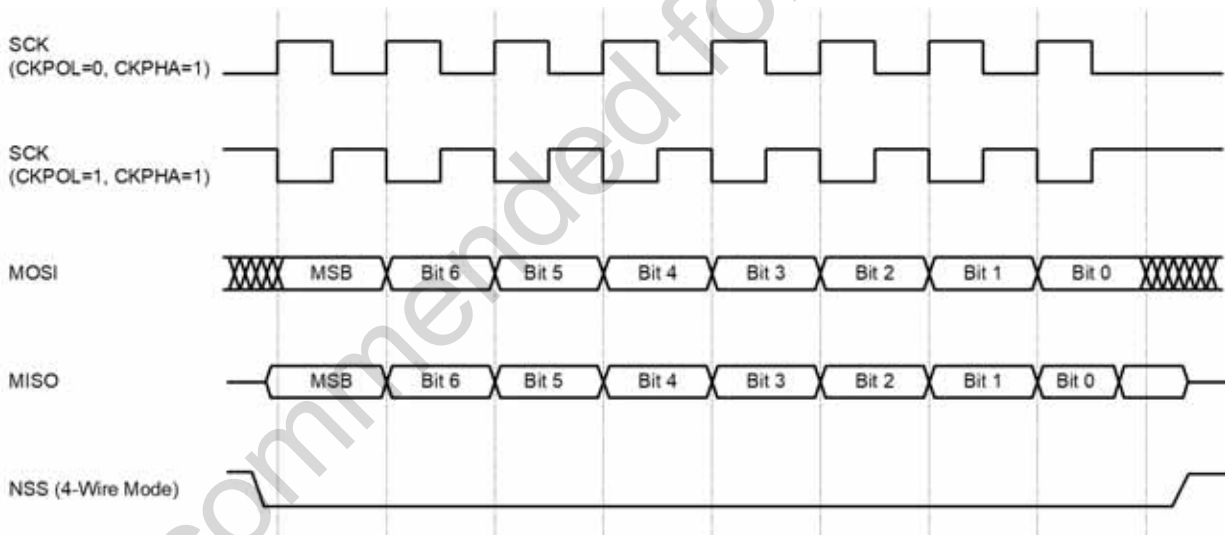 ommended fo
SCK
(CKPOL=0, CKPHA=1)
SCK
(CKPOL=1, CKPHA=1)
MOSI MSB Bit 6 Bit 5 Bit 4 Bit 3 Bit 2 Bit 1 Bit 0
MISO MSB Bit 6 Bit 5 Bit 4 Bit 3 Bit 2 Bit 1 Bit 0
NSS (4-Wire Mode)